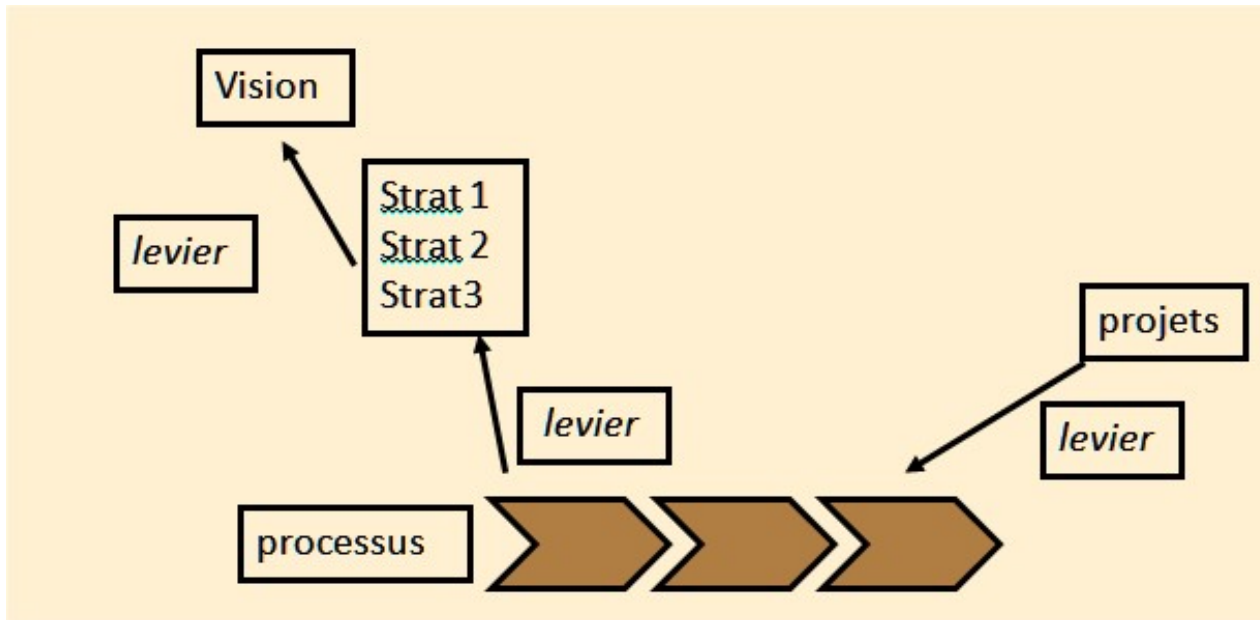 Vision
Strat 1
Strat 2
Strat3
levier
projets
levier
levier
processus